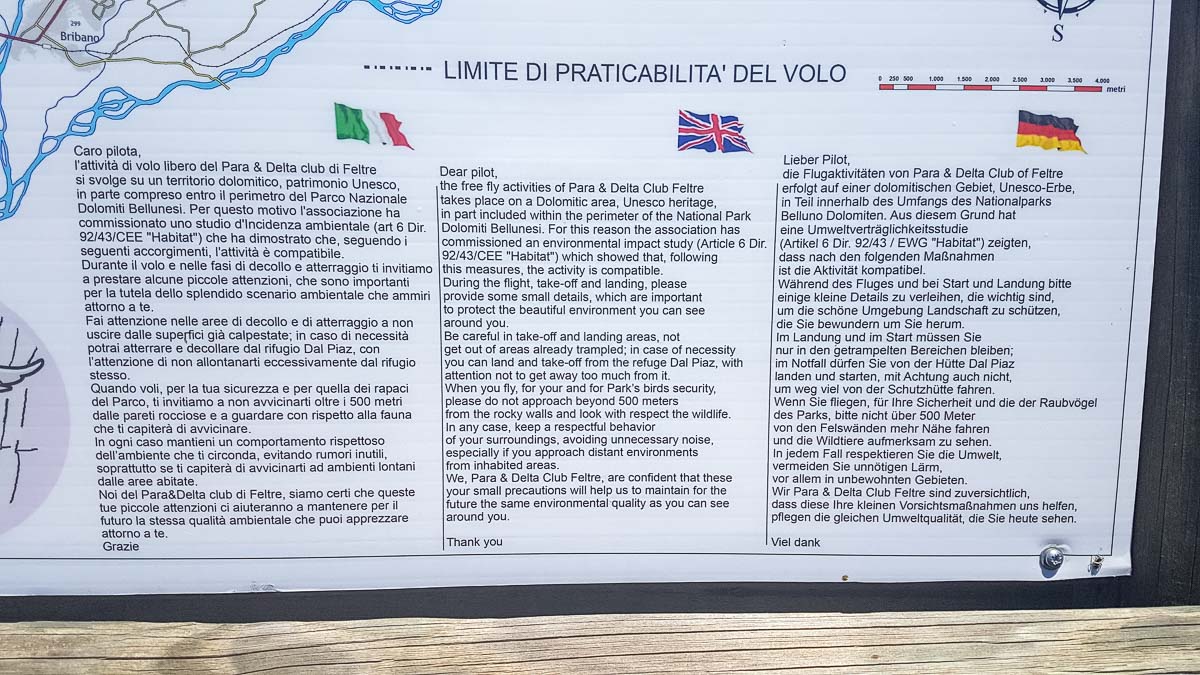 299
Bribano
S
LIMITE DI PRATICABILITA' DEL VOLO
0 250 500 1.000 1.500 2.000 2.500 3.000 3.500 4.000
metri
Caro pilota,
l'attività di volo libero del Para & Delta club di Feltre
si svolge su un territorio dolomitico, patrimonio Unesco,
in parte compreso entro il perimetro del Parco Nazionale
Dolomiti Bellunesi. Per questo motivo l'associazione ha
commissionato uno studio d'Incidenza ambientale (art 6 Dir.
92/43/CEE "Habitat") che ha dimostrato che, seguendo i
seguenti accorgimenti, l'attività è compatibile.
Durante il volo e nelle fasi di decollo e atterraggio ti invitiamo
a prestare alcune piccole attenzioni, che sono importanti
per la tutela dello splendido scenario ambientale che ammiri
attorno a te.
Fai attenzione nelle aree di decollo e di atterraggio a non
uscire dalle superfici già calpestate; in caso di necessità
potrai atterrare e decollare dal rifugio Dal Piaz, con
l'attenzione di non allontanarti eccessivamente dal rifugio
stesso.
Quando voli, per la tua sicurezza e per quella dei rapaci
del Parco, ti invitiamo a non avvicinarti oltre i 500 metri
dalle pareti rocciose e a guardare con rispetto alla fauna
che ti capiterà di avvicinare.
In ogni caso mantieni un comportamento rispettoso
dell'ambiente che ti circonda, evitando rumori inutili,
soprattutto se ti capiterà di avvicinarti ad ambienti lontani
dalle aree abitate.
Noi del Para&Delta club di Feltre, siamo certi che queste
tue piccole attenzioni ci aiuteranno a mantenere per il
futuro la stessa qualità ambientale che puoi apprezzare
attorno a te.
Grazie
Dear pilot,
the free fly activities of Para & Delta Club Feltre
takes place on a Dolomitic area, Unesco heritage,
in part included within the perimeter of the National Park
Dolomiti Bellunesi. For this reason the association has
commissioned an environmental impact study (Article 6 Dir.
92/43/CEE "Habitat") which showed that, following
this measures, the activity is compatible.
During the flight, take-off and landing, please
provide some small details, which are important
to protect the beautiful environment you can see
around you.
Be careful in take-off and landing areas, not
get out of areas already trampled; in case of necessity
you can land and take-off from the refuge Dal Piaz, with
attention not to get away too much from it.
When you fly, for your and for Park's birds security,
please do not approach beyond 500 meters
from the rocky walls and look with respect the wildlife.
In any case, keep a respectful behavior
of your surroundings, avoiding unnecessary noise,
especially if you approach distant environments
from inhabited areas.
We, Para & Delta Club Feltre, are confident that these
your small precautions will help us to maintain for the
future the same environmental quality as you can see
around you.
Thank you
Lieber Pilot,
die Flugaktivitäten von Para & Delta Club of Feltre
erfolgt auf einer dolomitischen Gebiet, Unesco-Erbe,
in Teil innerhalb des Umfangs des Nationalparks
Belluno Dolomiten. Aus diesem Grund hat
eine Umweltverträglichkeitsstudie
(Artikel 6 Dir. 92/43 / EWG "Habitat") zeigten,
dass nach den folgenden Maßnahmen
ist die Aktivität kompatibel.
Während des Fluges und bei Start und Landung bitte
einige kleine Details zu verleihen, die wichtig sind,
um die schöne Umgebung Landschaft zu schützen,
die Sie bewundern um Sie herum.
Im Landung und im Start müssen Sie
nur in den getrampelten Bereichen bleiben;
im Notfall dürfen Sie von der Hütte Dal Piaz
landen und starten, mit Achtung auch nicht,
um weg viel von der Schutzhütte fahren.
Wenn Sie fliegen, für Ihre Sicherheit und die der Raubvögel
des Parks, bitte nicht über 500 Meter
von den Felswänden mehr Nähe fahren
und die Wildtiere aufmerksam zu sehen.
In jedem Fall respektieren Sie die Umwelt,
vermeiden Sie unnötigen Lärm,
vor allem in unbewohnten Gebieten.
Wir Para & Delta Club Feltre sind zuversichtlich,
dass diese Ihre kleinen Vorsichtsmaßnahmen uns helfen,
pflegen die gleichen Umweltqualität, die Sie heute sehen.
Viel dank